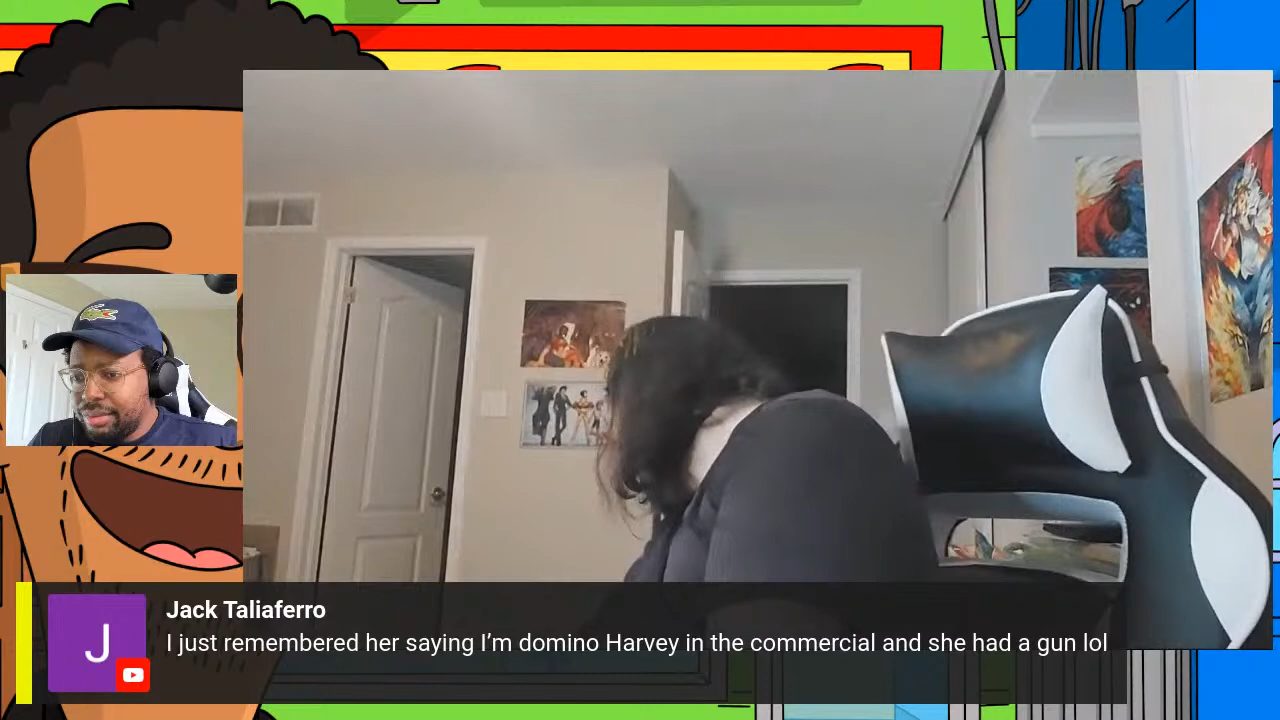 Jack Taliaferro
I just remembered her saying I’m domino Harvey in the commercial and she had a gun lol
J